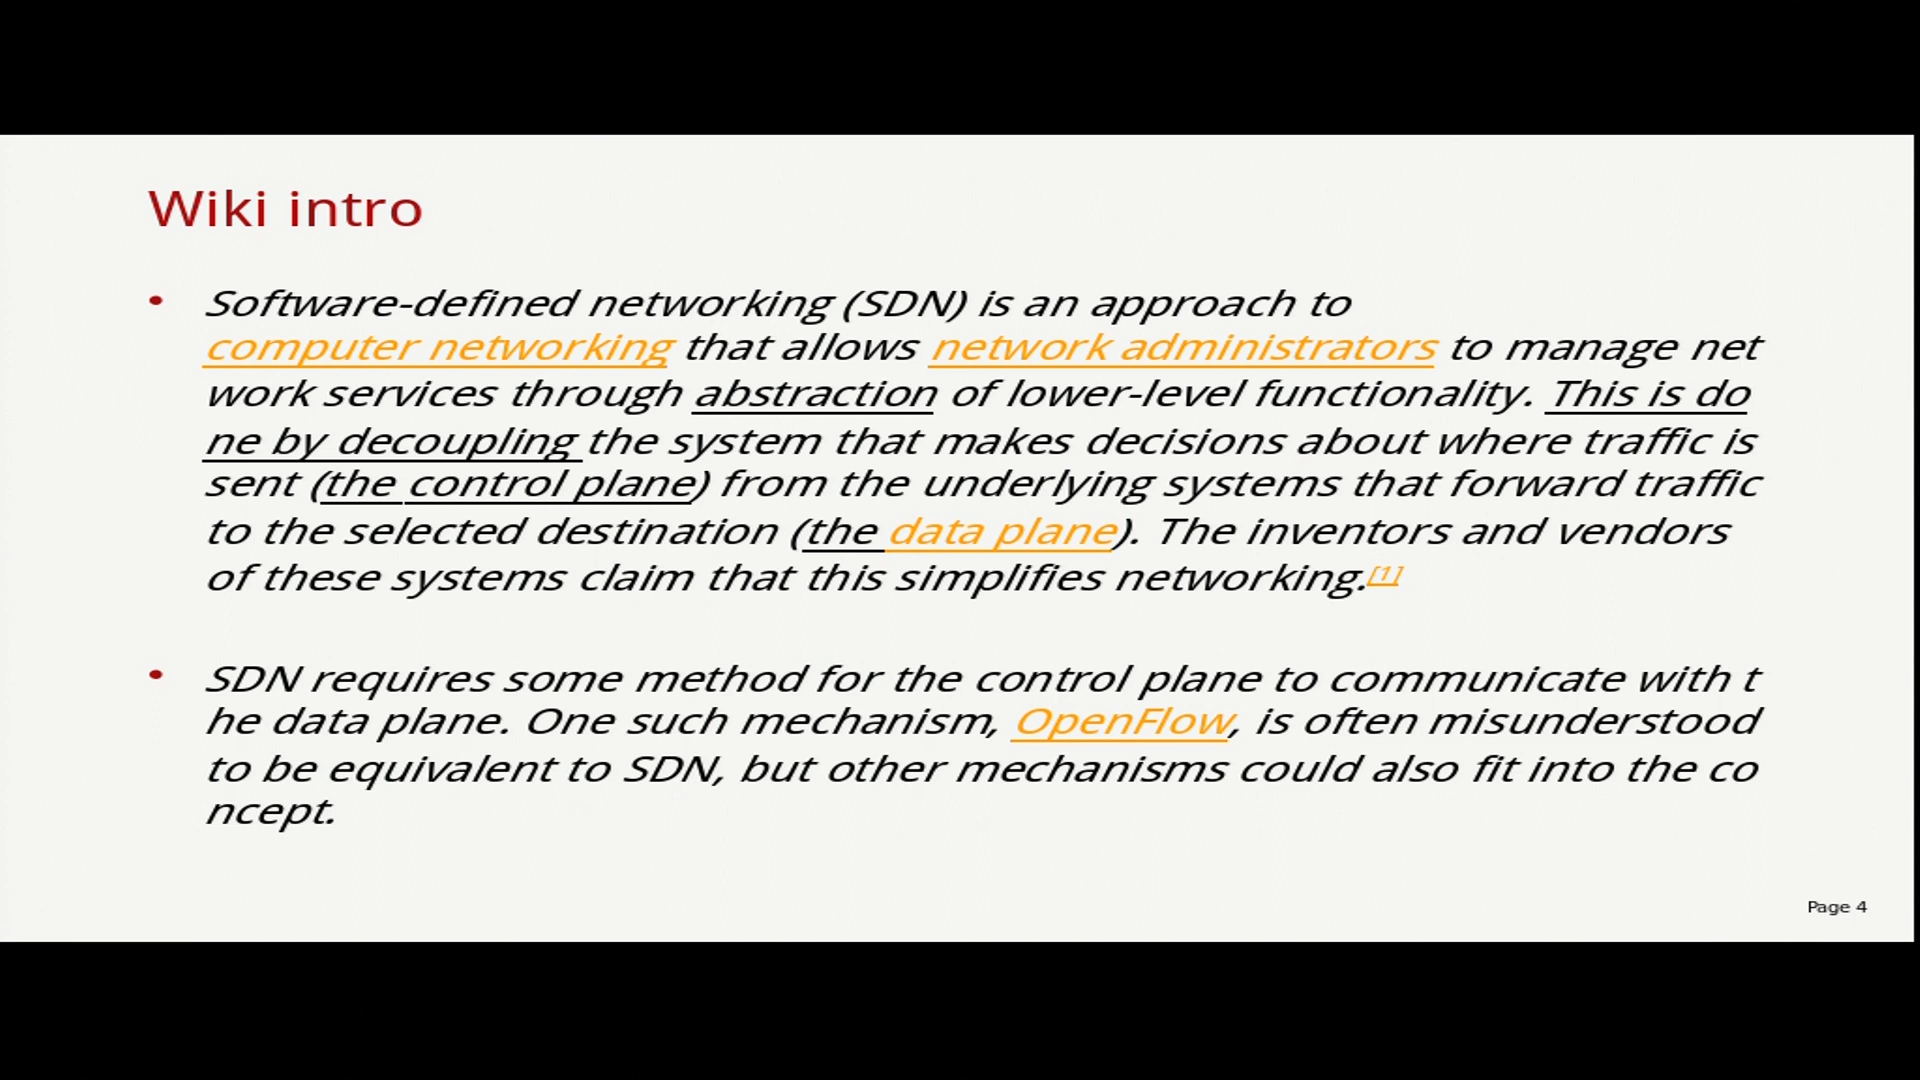 Wiki intro
• Software-defined networking (SDN) is an approach to
computer networking that allows network administrators to manage net
work services through abstraction of lower-level functionality. This is do
ne by decoupling the system that makes decisions about where traffic is
sent (the control plane) from the underlying systems that forward traffic
to the selected destination (the data plane). The inventors and vendors
of these systems claim that this simplifies networking.[1]
• SDN requires some method for the control plane to communicate with t
he data plane. One such mechanism, OpenFlow, is often misunderstood
to be equivalent to SDN, but other mechanisms could also fit into the co
ncept.
Page 4